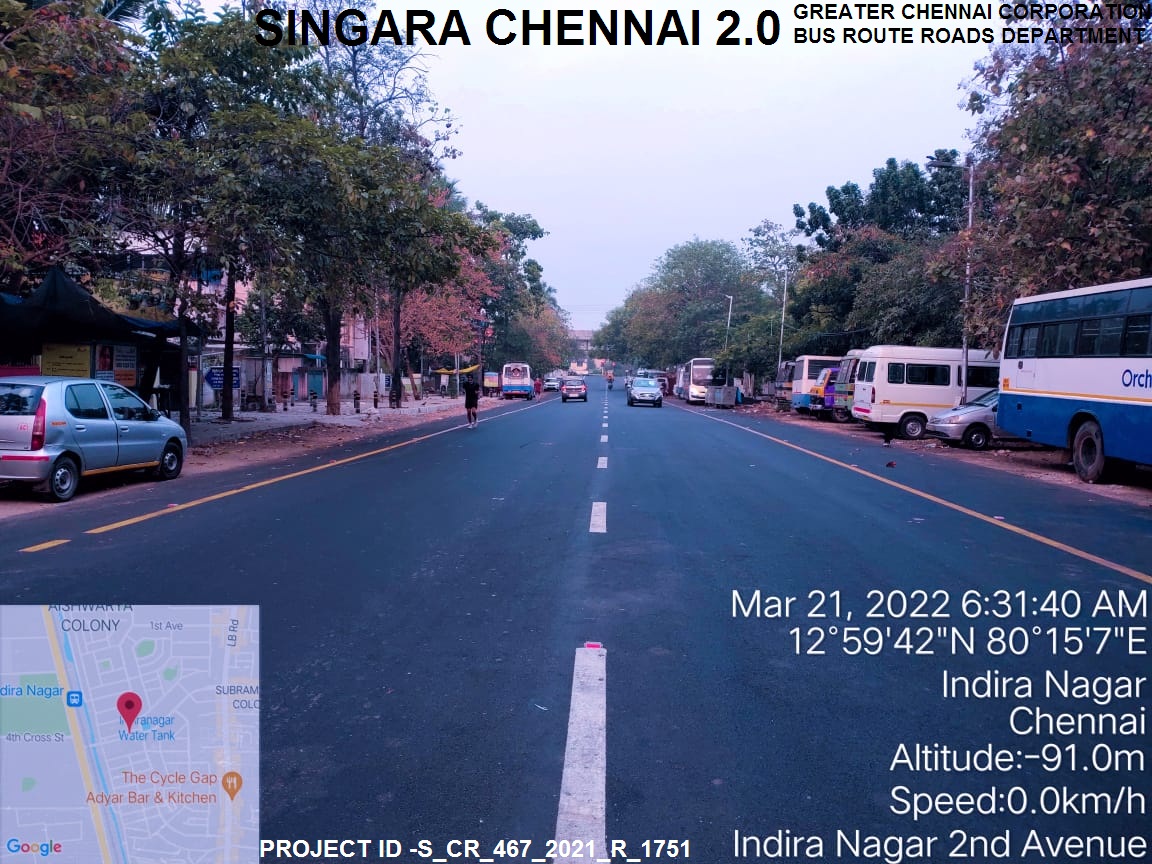 SINGARA CHENNAI 2.0
GREATER CHENNAI CORPORATION
BUS ROUTE ROADS DEPARTMENT
Orch
Mar 21, 2022 6:31:40 AM
12°59'42"N 80°15'7"E
Indira Nagar
Chennai
Altitude:-91.0m
Speed:0.0km/h
Indira Nagar 2nd Avenue
AISHWARYA
COLONY
1st Ave
LB Rd
dira Nagar
SUBRAM
COLO
4th Cross St
Water Tank
The Cycle Gap
Adyar Bar & Kitchen
Google
PROJECT ID -S_CR_467_2021_R_1751